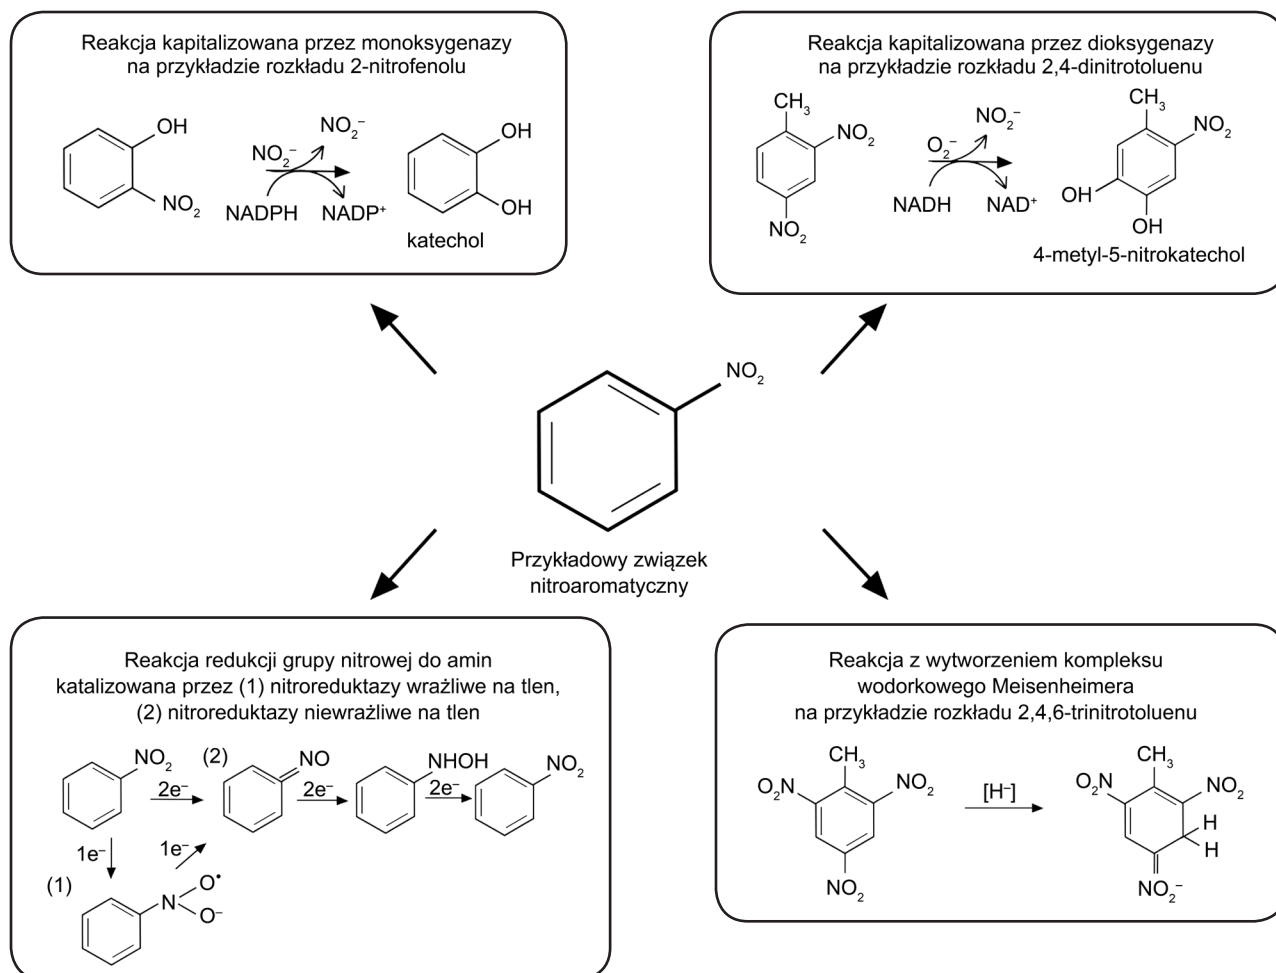 Reakcja kapitalizowana przez monoksygenazy
na przykładzie rozkładu 2-nitrofenolu
OH
NO₂
NO₂⁻
NO₂⁻
NADPH
NADP⁺
OH
OH
katechol
Reakcja kapitalizowana przez dioksygenazy
na przykładzie rozkładu 2,4-dinitrotoluenu
CH₃
NO₂
NO₂
O₂⁻
NO₂⁻
NADH
NAD⁺
CH₃
NO₂
OH
OH
4-metyl-5-nitrokatechol
NO₂
Przykładowy związek
nitroaromatyczny
Reakcja redukcji grupy nitrowej do amin
katalizowana przez (1) nitroreduktazy wrażliwe na tlen,
(2) nitroreduktazy niewrażliwe na tlen
NO₂
2e⁻
(2)
NO
2e⁻
NHOH
2e⁻
NO₂
1e⁻
1e⁻
(1)
N
O•
O⁻
Reakcja z wytworzeniem kompleksu
wodorkowego Meisenheimera
na przykładzie rozkładu 2,4,6-trinitrotoluenu
CH₃
O₂N
NO₂
NO₂
[H⁻]
CH₃
O₂N
NO₂
H
H
NO₂⁻